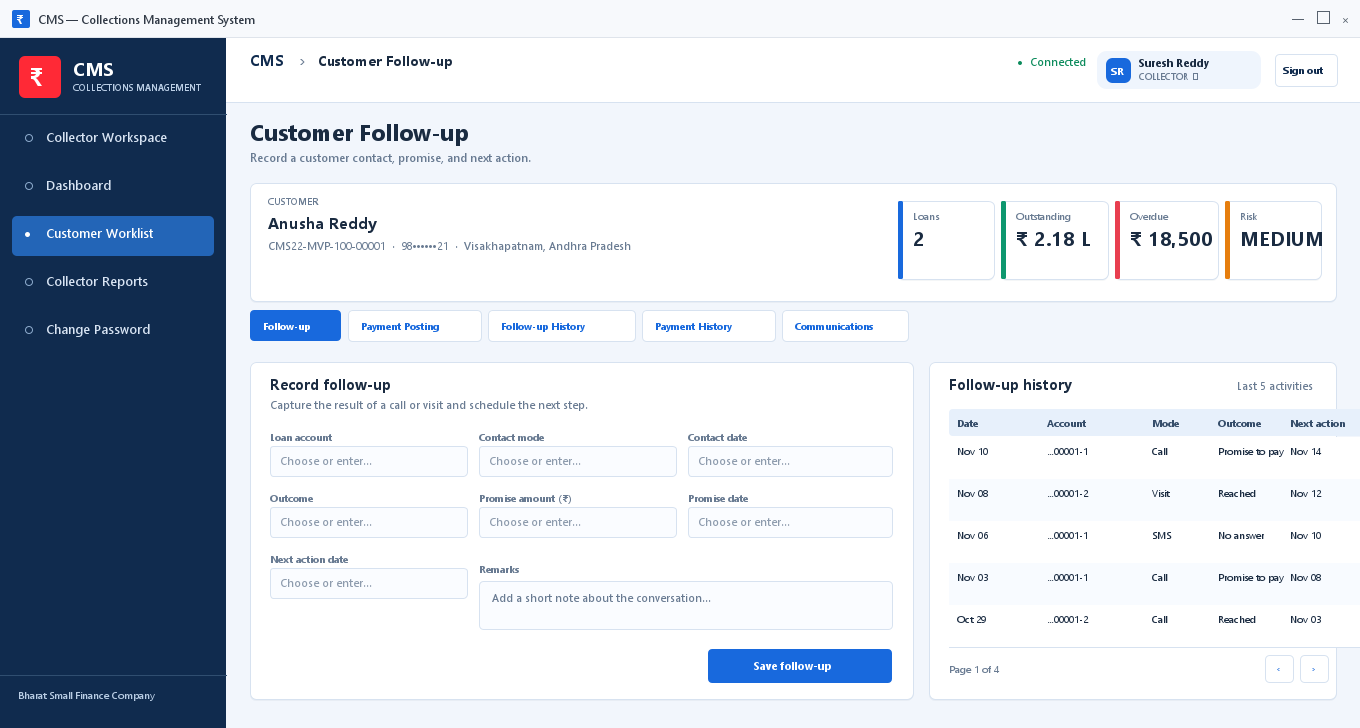 ₹ CMS — Collections Management System
₹ CMS
COLLECTIONS MANAGEMENT
Collector Workspace
Dashboard
Customer Worklist
Collector Reports
Change Password
Bharat Small Finance Company
CMS › Customer Follow-up
• Connected
SR Suresh Reddy
COLLECTOR
Sign out
Customer Follow-up
Record a customer contact, promise, and next action.
CUSTOMER
Anusha Reddy
CMS22-MVP-100-00001 · 98••••••21 · Visakhapatnam, Andhra Pradesh
Loans
2
Outstanding
₹ 2.18 L
Overdue
₹ 18,500
Risk
MEDIUM
Follow-up Payment Posting Follow-up History Payment History Communications
Record follow-up
Capture the result of a call or visit and schedule the next step.
Loan account Contact mode Contact date
Choose or enter... Choose or enter... Choose or enter...
Outcome Promise amount (₹) Promise date
Choose or enter... Choose or enter... Choose or enter...
Next action date
Choose or enter...
Remarks
Add a short note about the conversation...
Save follow-up
Follow-up history Last 5 activities
Date Account Mode Outcome Next action
Nov 10 ...00001-1 Call Promise to pay Nov 14
Nov 08 ...00001-2 Visit Reached Nov 12
Nov 06 ...00001-1 SMS No answer Nov 10
Nov 03 ...00001-1 Call Promise to pay Nov 08
Oct 29 ...00001-2 Call Reached Nov 03
Page 1 of 4 ‹ ›